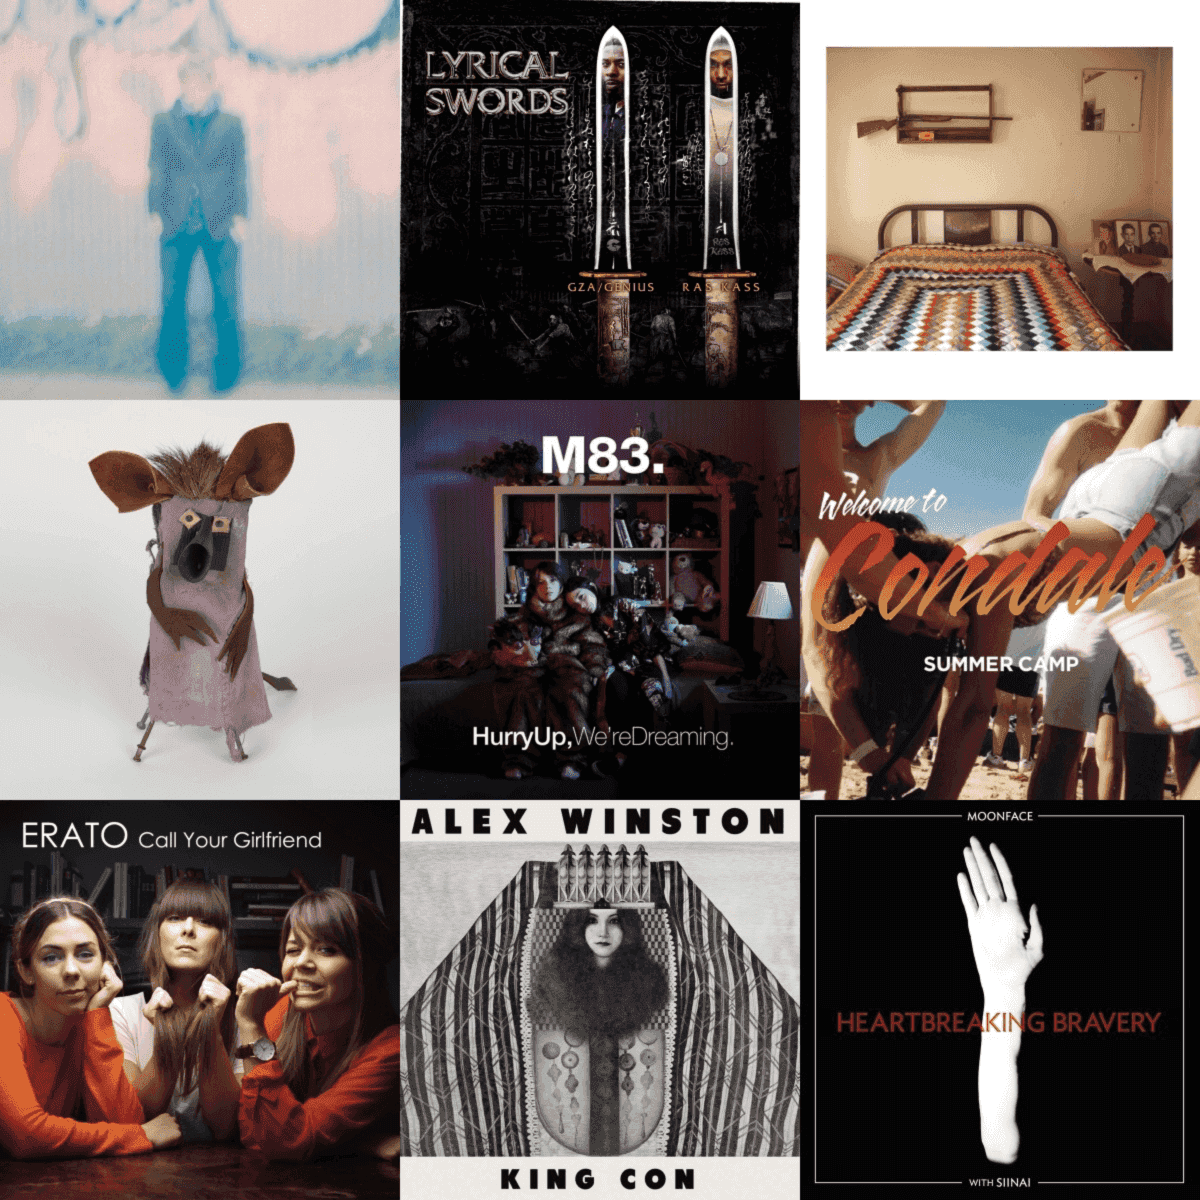 LYRICAL
SWORDS
GZA/GENIUS
RAS KASS
M83.
HurryUp,We'reDreaming.
Welcome to
Condale
SUMMER CAMP
ERATO Call Your Girlfriend
ALEX WINSTON
KING CON
MOONFACE
HEARTBREAKING BRAVERY
WITH SIINAI